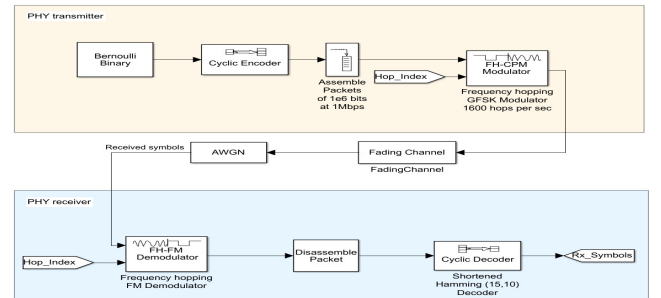 PHY transmitter
Bernoulli
Binary
Cyclic Encoder
Assemble
Packets
of 1e6 bits
at 1Mbps
Hop_Index
FH-CPM
Modulator
Frequency hopping
GFSK Modulator
1600 hops per sec
Received symbols
AWGN
Fading Channel
FadingChannel
PHY receiver
Hop_Index
FH-FM
Demodulator
Frequency hopping
FM Demodulator
Disassemble
Packet
Cyclic Decoder
Shortened
Hamming (15,10)
Decoder
Rx_Symbols